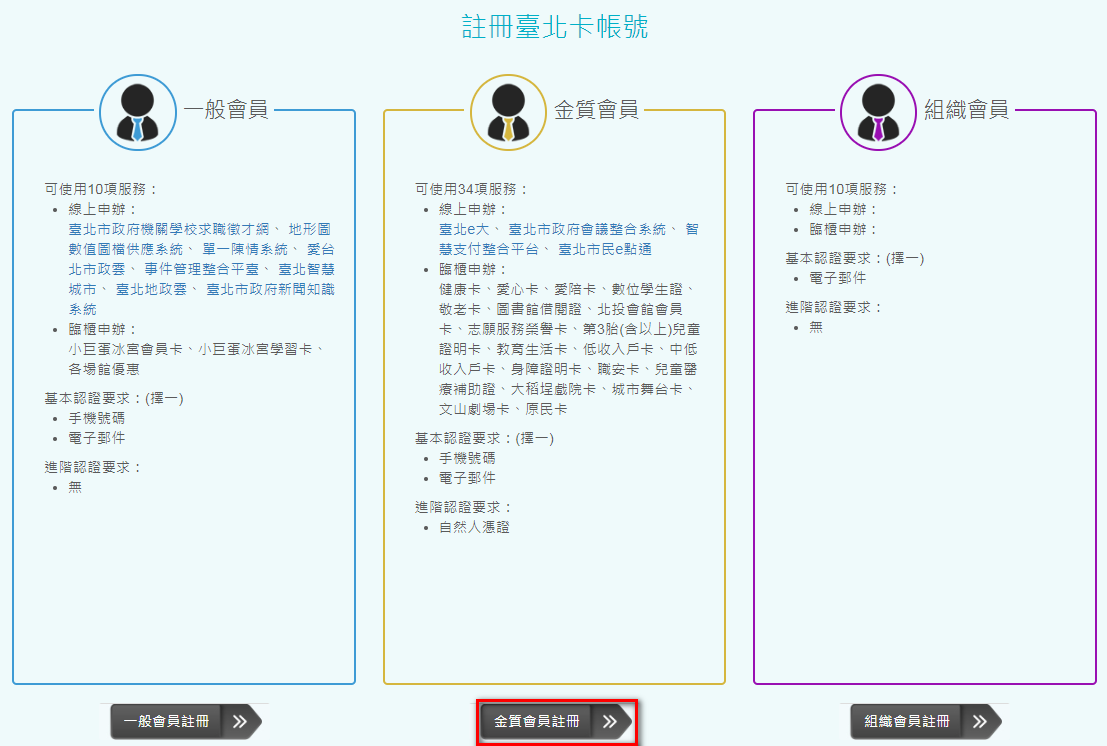 註冊臺北卡帳號
一般會員
可使用10項服務：
線上申辦：
臺北市政府機關學校求職徵才網、 地形圖
數值圖檔供應系統、 單一陳情系統、 愛台
北市政雲、 事件管理整合平臺、 臺北智慧
城市、 臺北地政雲、 臺北市政府新聞知識
系統
臨櫃申辦：
小巨蛋冰宮會員卡、小巨蛋冰宮學習卡、
各場館優惠
基本認證要求：(擇一)
手機號碼
電子郵件
進階認證要求：
無
一般會員註冊
金質會員
可使用34項服務：
線上申辦：
臺北e大、 臺北市政府會議整合系統、 智
慧支付整合平台、 臺北市民e點通
臨櫃申辦：
健康卡、愛心卡、愛陪卡、數位學生證、
敬老卡、圖書館借閱證、北投會館會員
卡、志願服務榮譽卡、第3胎(含以上)兒童
證明卡、教育生活卡、低收入戶卡、中低
收入戶卡、身障證明卡、職安卡、兒童醫
療補助證、大稻埕戲院卡、城市舞台卡、
文山劇場卡、原民卡
基本認證要求：(擇一)
手機號碼
電子郵件
進階認證要求：
自然人憑證
金質會員註冊
組織會員
可使用10項服務：
線上申辦：
臨櫃申辦：
基本認證要求：(擇一)
電子郵件
進階認證要求：
無
組織會員註冊